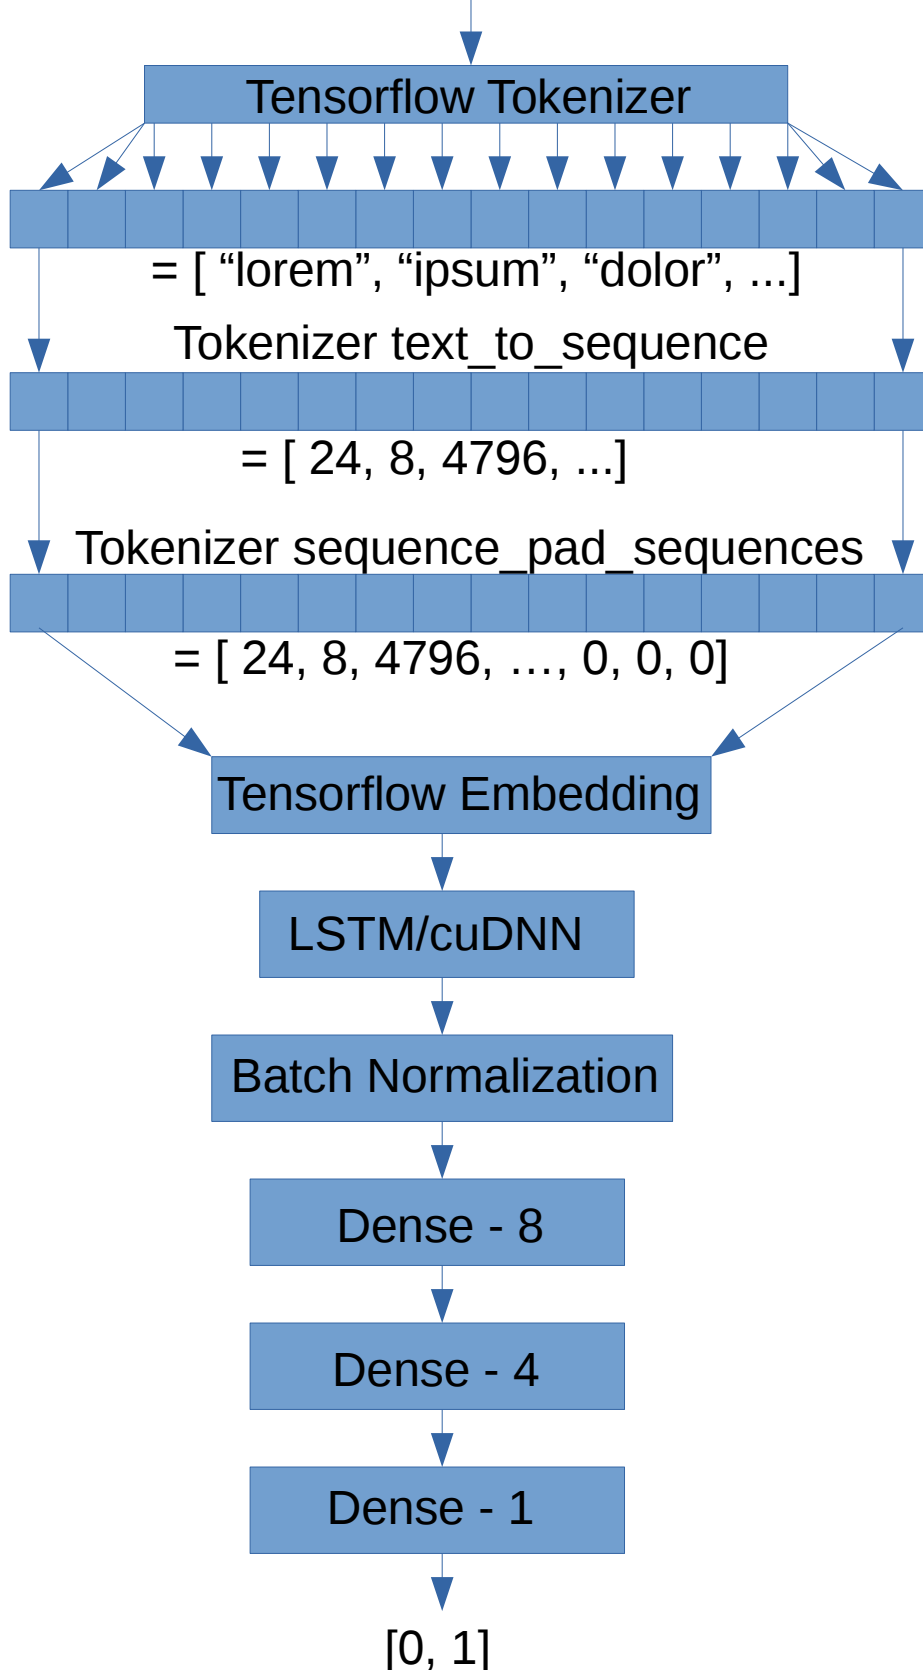 Tensorflow Tokenizer
= [ “lorem”, “ipsum”, “dolor”, ...]
Tokenizer text_to_sequence
= [ 24, 8, 4796, ...]
Tokenizer sequence_pad_sequences
= [ 24, 8, 4796, …, 0, 0, 0]
Tensorflow Embedding
LSTM/cuDNN
Batch Normalization
Dense - 8
Dense - 4
Dense - 1
[0, 1]